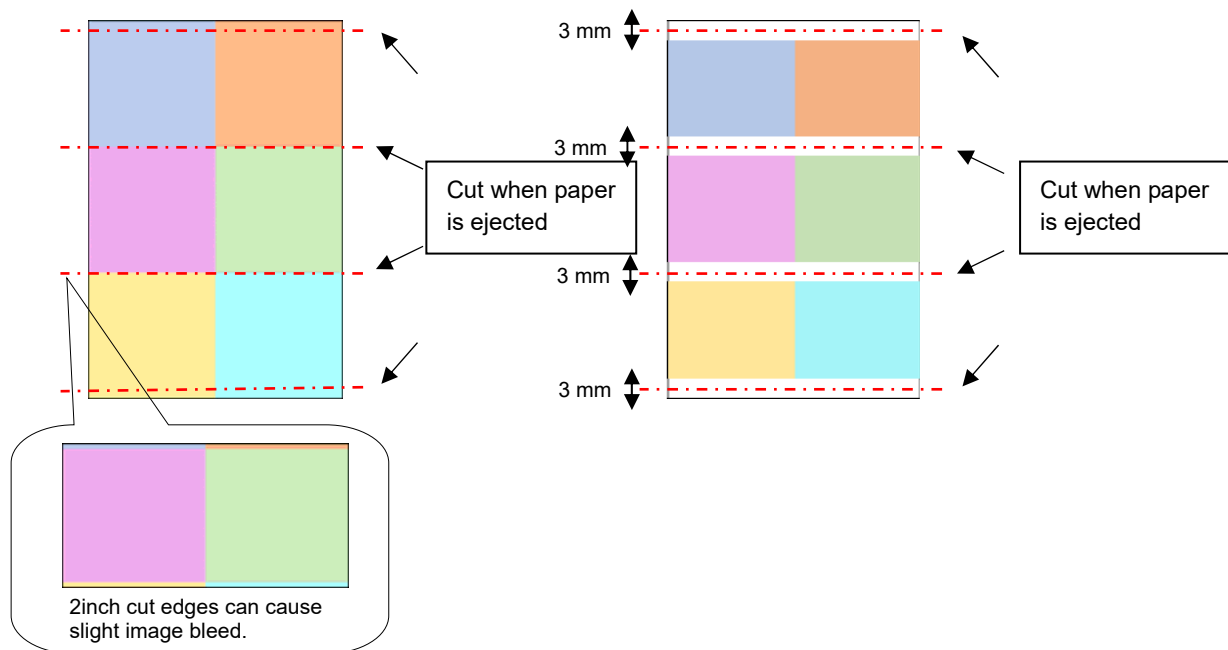 3 mm
3 mm
Cut when paper
is ejected
Cut when paper
is ejected
3 mm
3 mm
2inch cut edges can cause
slight image bleed.